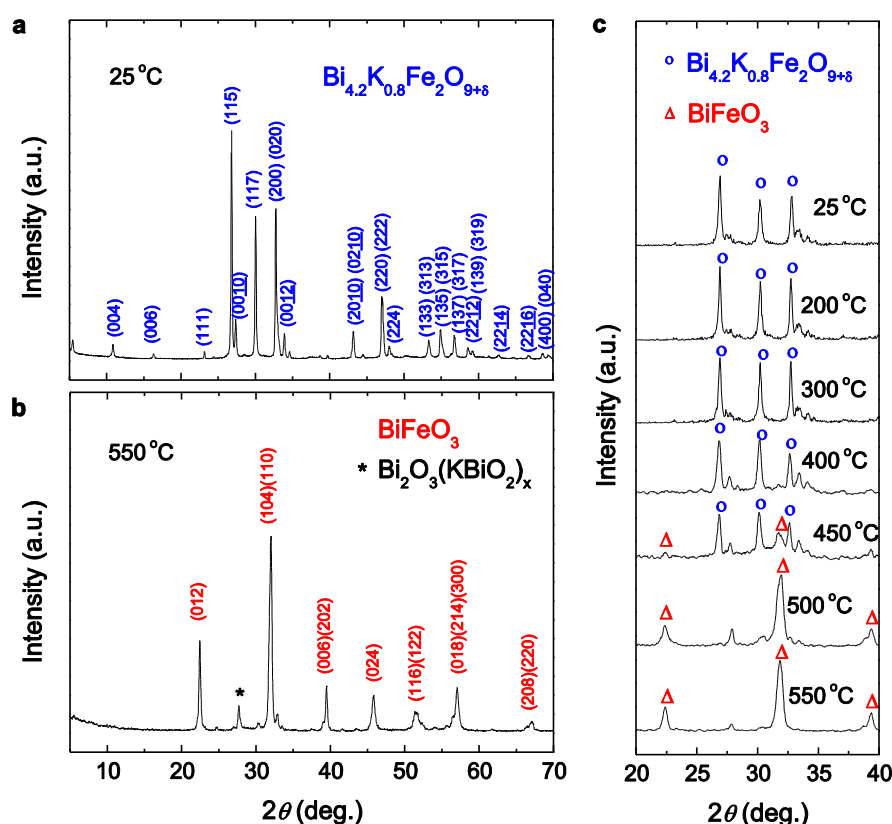 a
25 °C
Bi4.2K0.8Fe2O9+δ
(115)
(117)
(200) (020)
(004)
(006)
(111)
(0010)
(0012)
(2010) (0210)
(220) (222)
(224)
(133) (313)
(135) (315)
(137) (317)
(2212) (139) (319)
(2214)
(2216)
(400) (040)
Intensity (a.u.)
b
550 °C
BiFeO3
* Bi2O3(KBiO2)x
(012)
*
(104)(110)
(006)(202)
(024)
(116)(122)
(018)(214)(300)
(208)(220)
Intensity (a.u.)
10 20 30 40 50 60 70
2θ (deg.)
c
o Bi4.2K0.8Fe2O9+δ
Δ BiFeO3
25 °C
200 °C
300 °C
400 °C
450 °C
500 °C
550 °C
Intensity (a.u.)
20 25 30 35 40
2θ (deg.)